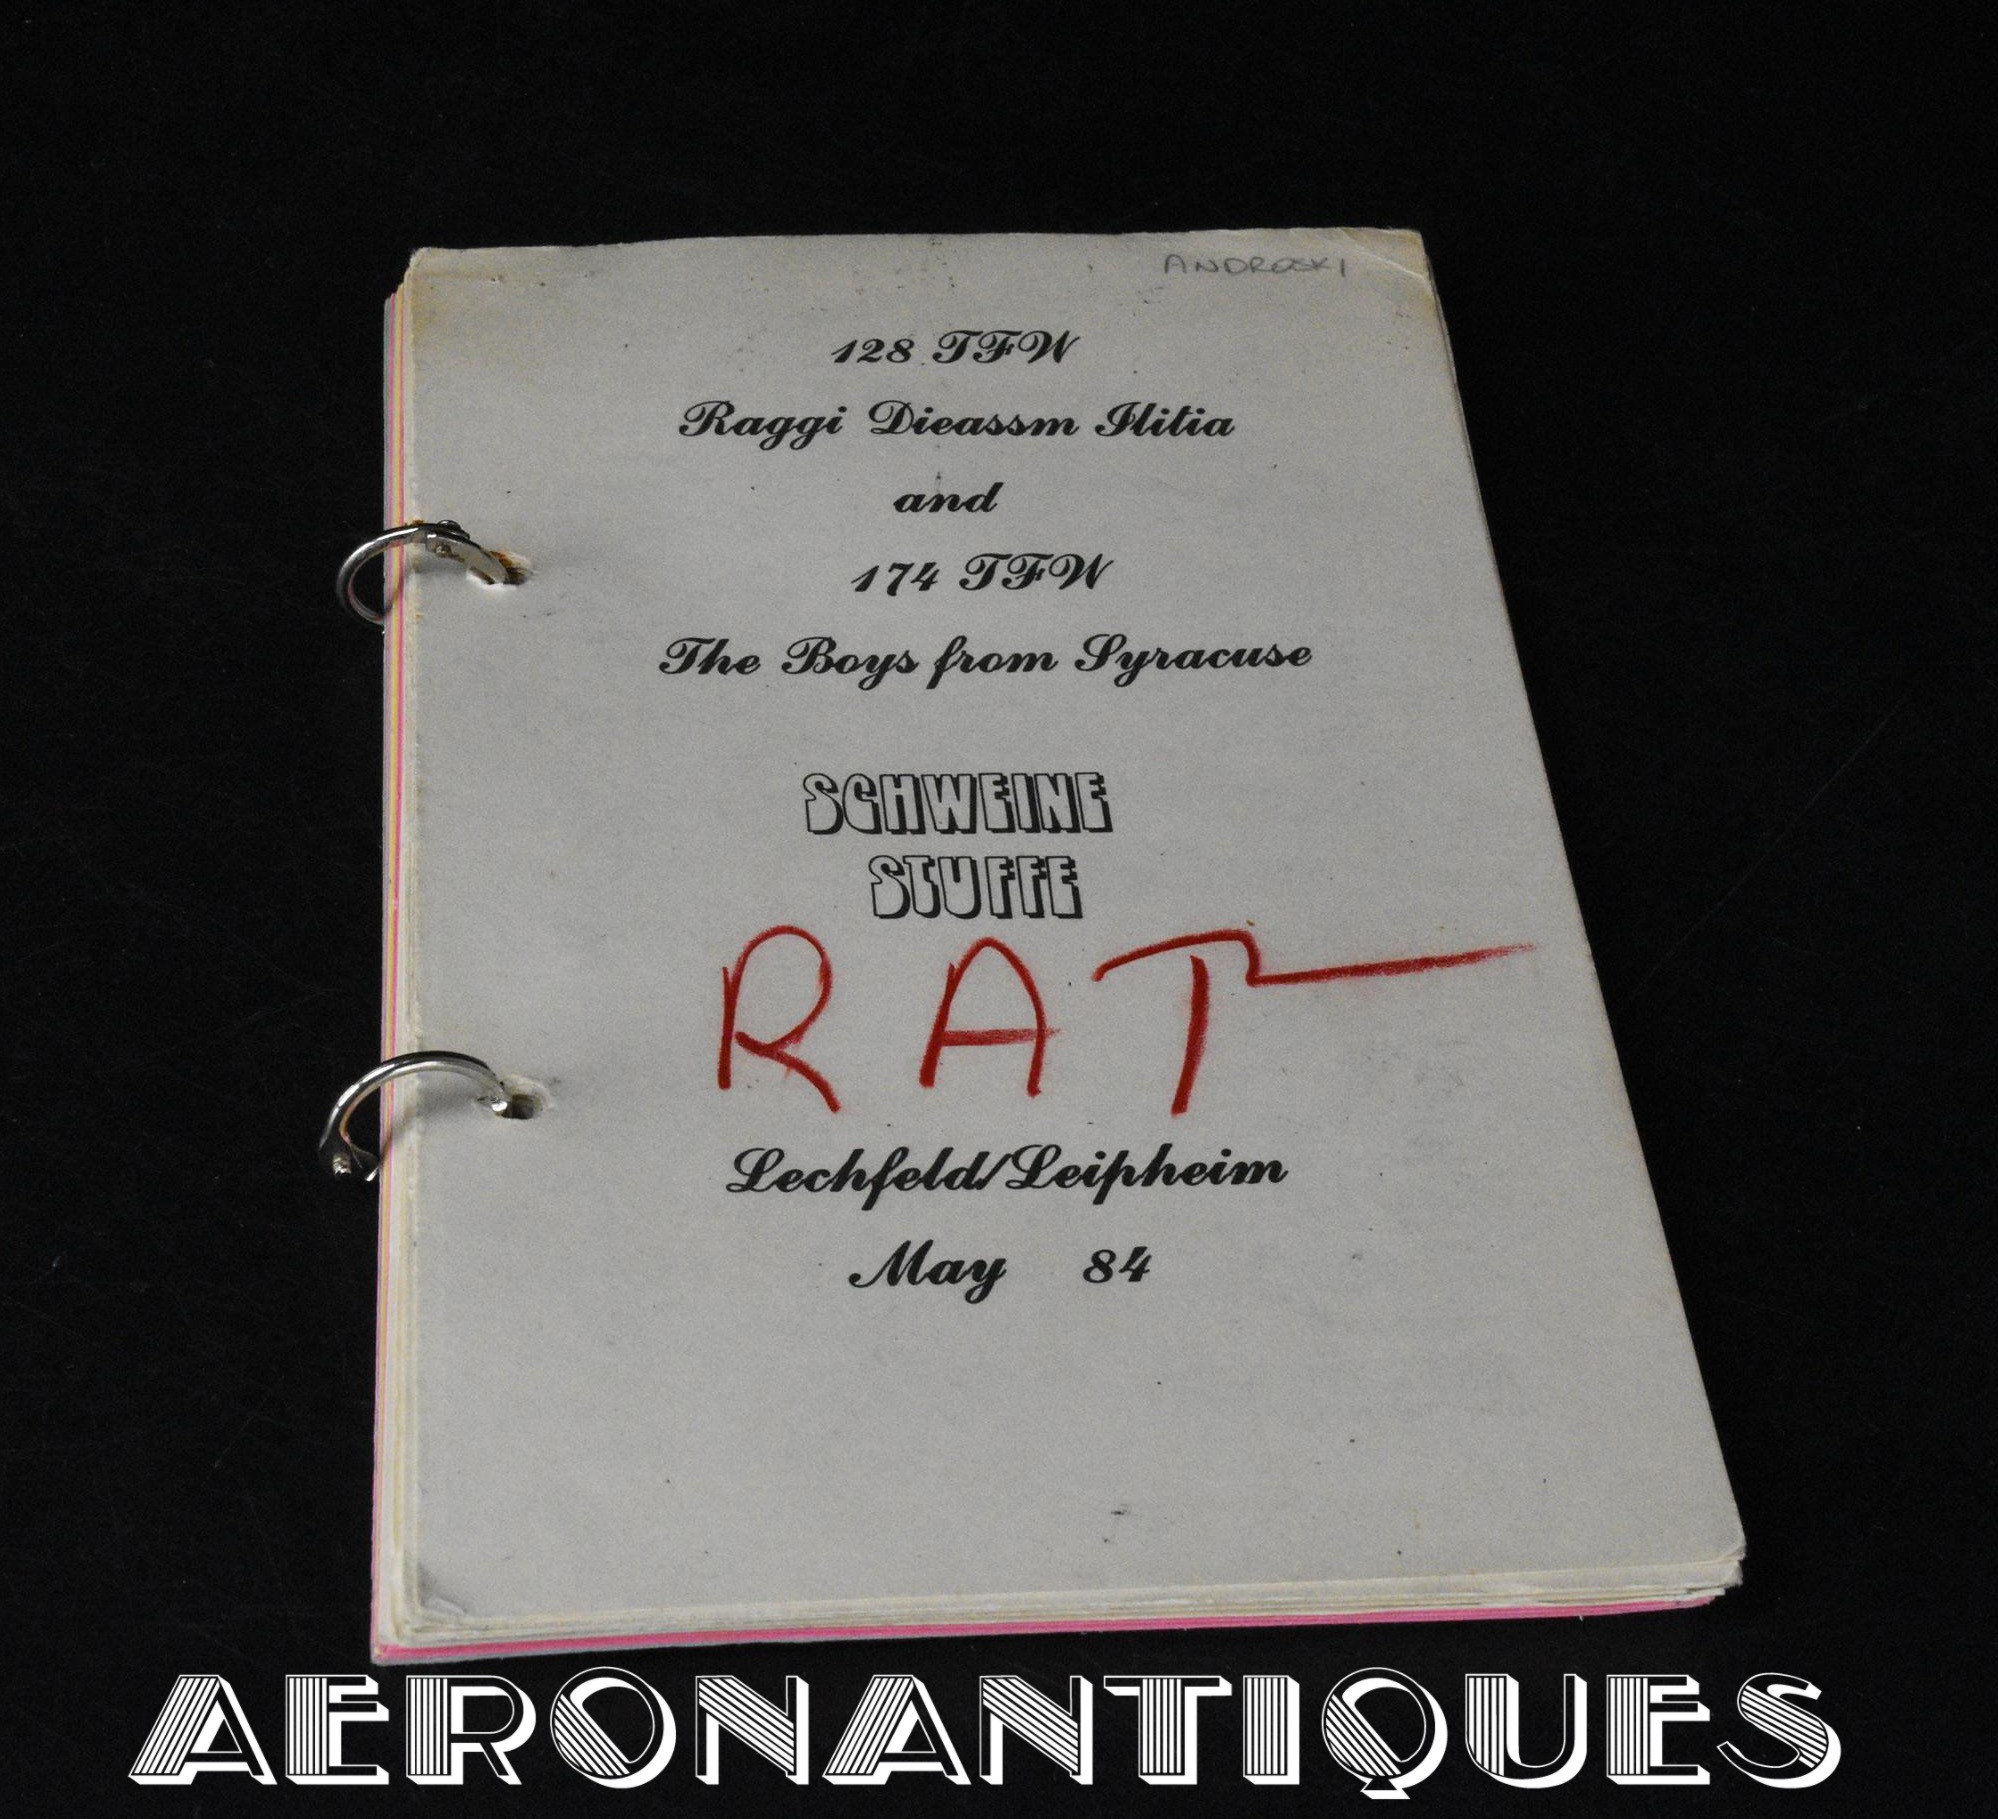 ANDROSKI
128 TFW
Raggi Dieassm Ilitia
and
174 TFW
The Boys from Syracuse
SCHWEINE
STUFFE
RAT
Lechfeld/Leipheim
May 84
AERONANTIQUES